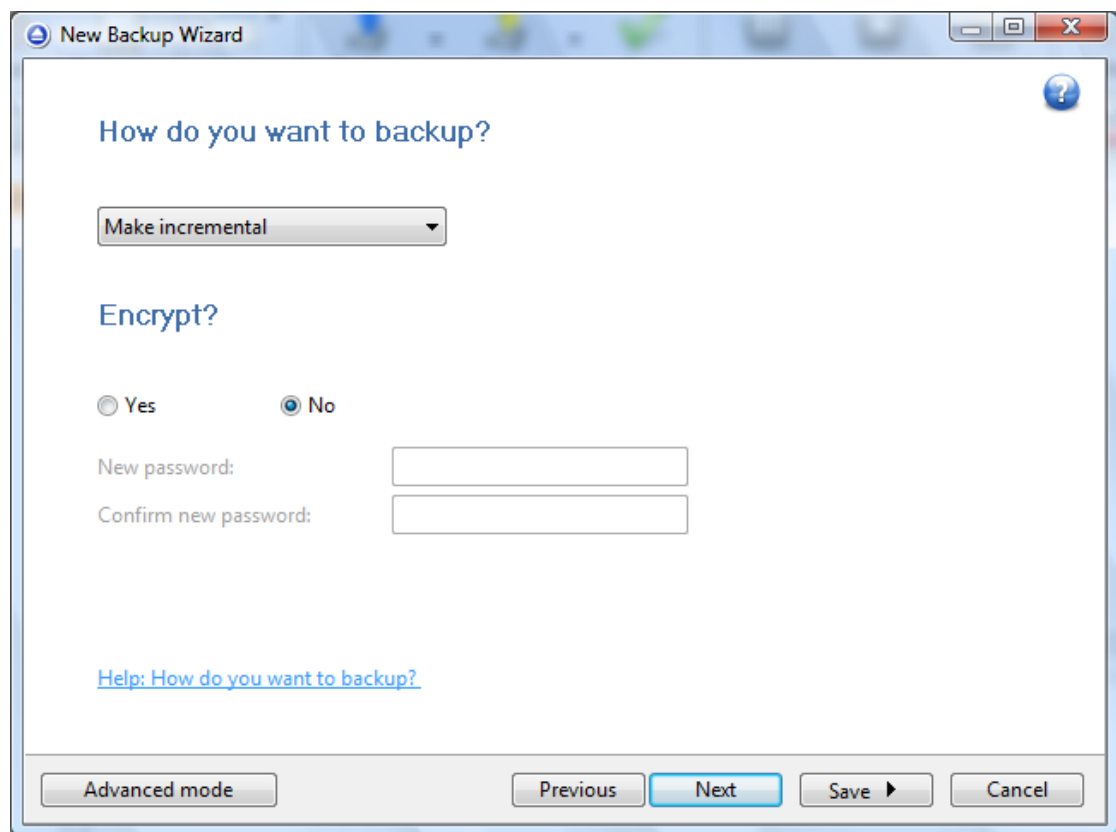 New Backup Wizard
How do you want to backup?
Make incremental
Encrypt?
Yes No
New password:
Confirm new password:
Help: How do you want to backup?
Advanced mode Previous Next Save Cancel